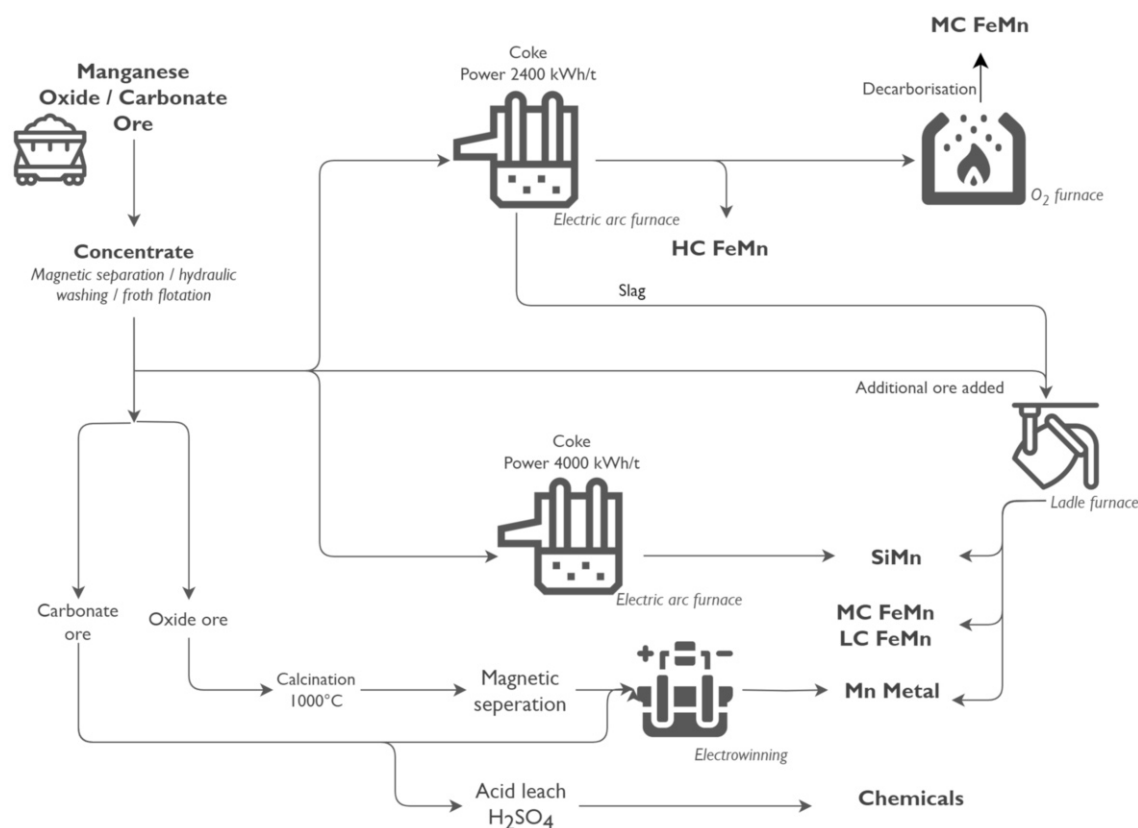 Manganese
Oxide / Carbonate
Ore
Concentrate
Magnetic separation / hydraulic
washing / froth flotation
Coke
Power 2400 kWh/t
Electric arc furnace
HC FeMn
MC FeMn
Decarborisation
O2 furnace
Slag
Additional ore added
Ladle furnace
Coke
Power 4000 kWh/t
Electric arc furnace
SiMn
MC FeMn
LC FeMn
Carbonate
ore
Oxide ore
Calcination
1000°C
Magnetic
seperation
+
−
Electrowinning
Mn Metal
Acid leach
H2SO4
Chemicals